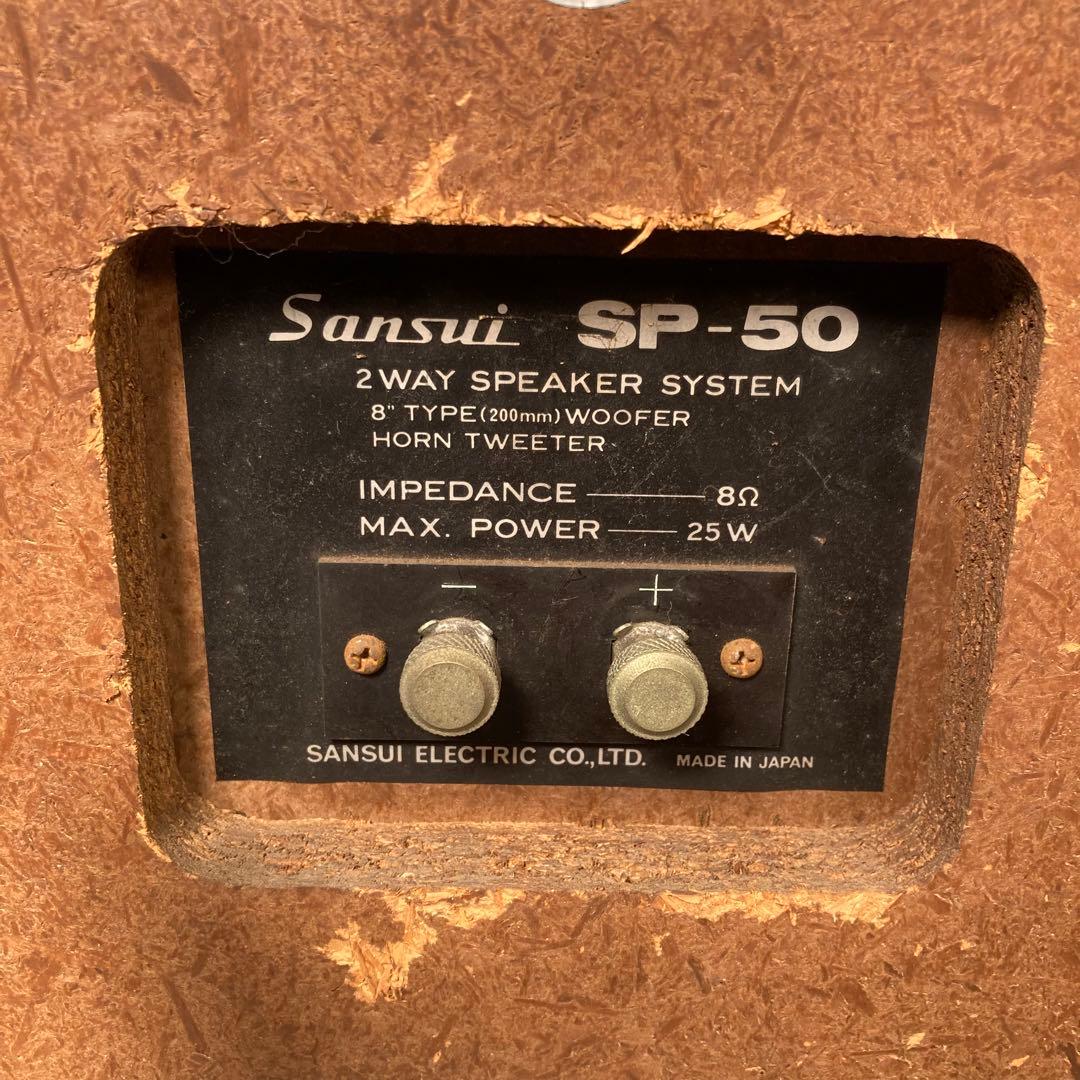 Sansui SP-50
2 WAY SPEAKER SYSTEM
8" TYPE (200mm) WOOFER
HORN TWEETER
IMPEDANCE 8Ω
MAX. POWER 25 W
− +
SANSUI ELECTRIC CO.,LTD. MADE IN JAPAN